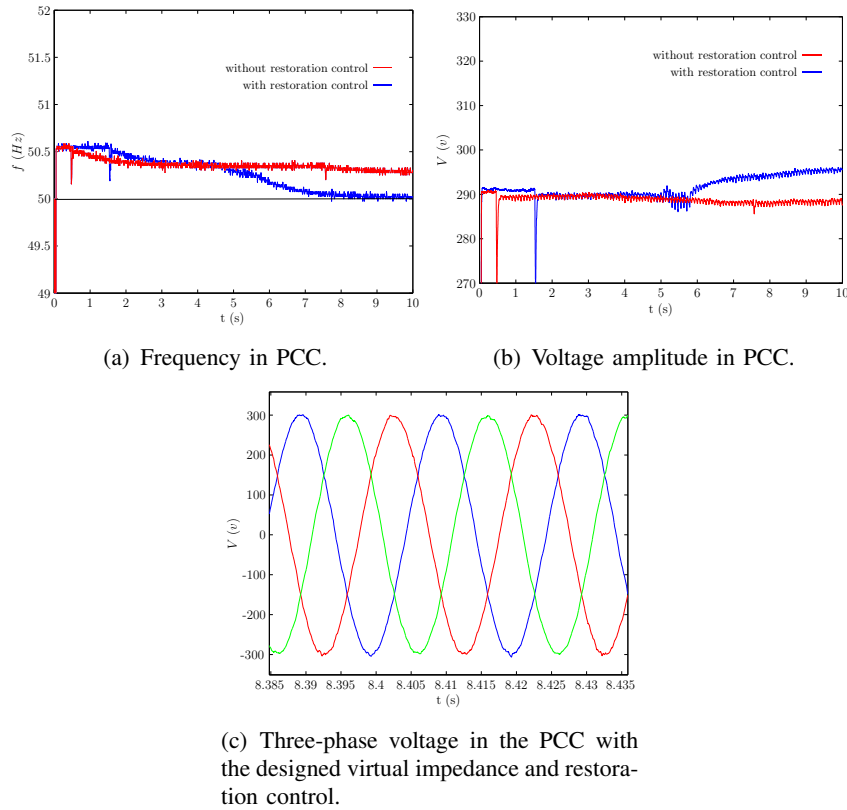 52
51.5
51
50.5
50
49.5
49
f (Hz)
without restoration control
with restoration control
0 1 2 3 4 5 6 7 8 9 10
t (s)
(a) Frequency in PCC.
330
320
310
300
290
280
270
V (v)
without restoration control
with restoration control
0 1 2 3 4 5 6 7 8 9 10
t (s)
(b) Voltage amplitude in PCC.
300
200
100
0
-100
-200
-300
V (v)
8.385 8.39 8.395 8.4 8.405 8.41 8.415 8.42 8.425 8.43 8.435
t (s)
(c) Three-phase voltage in the PCC with
the designed virtual impedance and restora-
tion control.